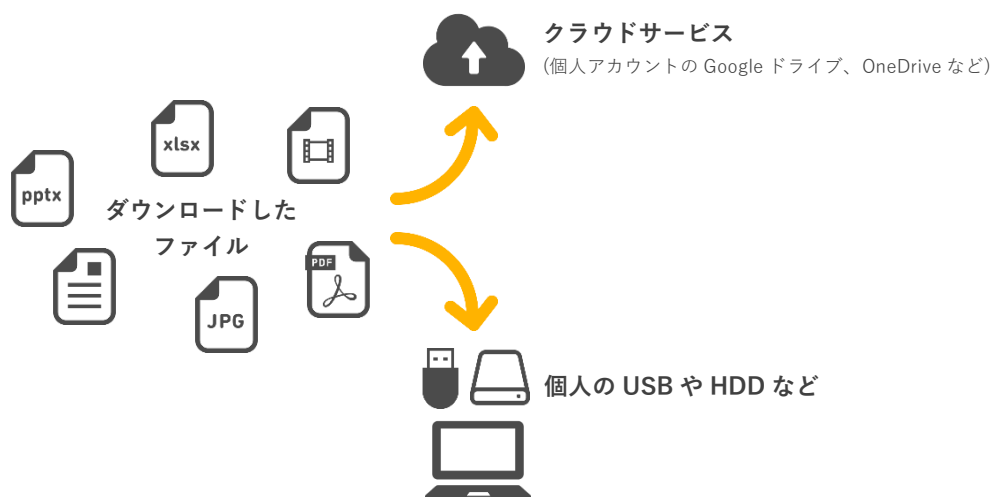 クラウドサービス
(個人アカウントの Google ドライブ、OneDrive など)
xlsx
pptx
ダウンロードした
ファイル
PDF
JPG
個人の USB や HDD など